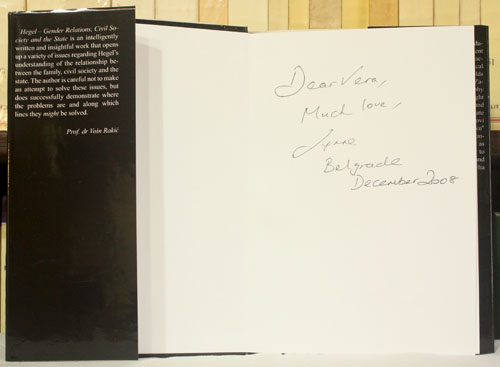 Hegel – Gender Relations, Civil So-
ciety and the State is an intelligently
written and insightful work that opens
up a variety of issues regarding Hegel's
understanding of the relationship be-
tween the family, civil society and the
state. The author is careful not to make
an attempt to solve these issues, but
does successfully demonstrate where
the problems are and along which
lines they might be solved.
Prof. dr Voin Rakić
Dear Vera,
Much love,
Lynne
Belgrade
December 2008